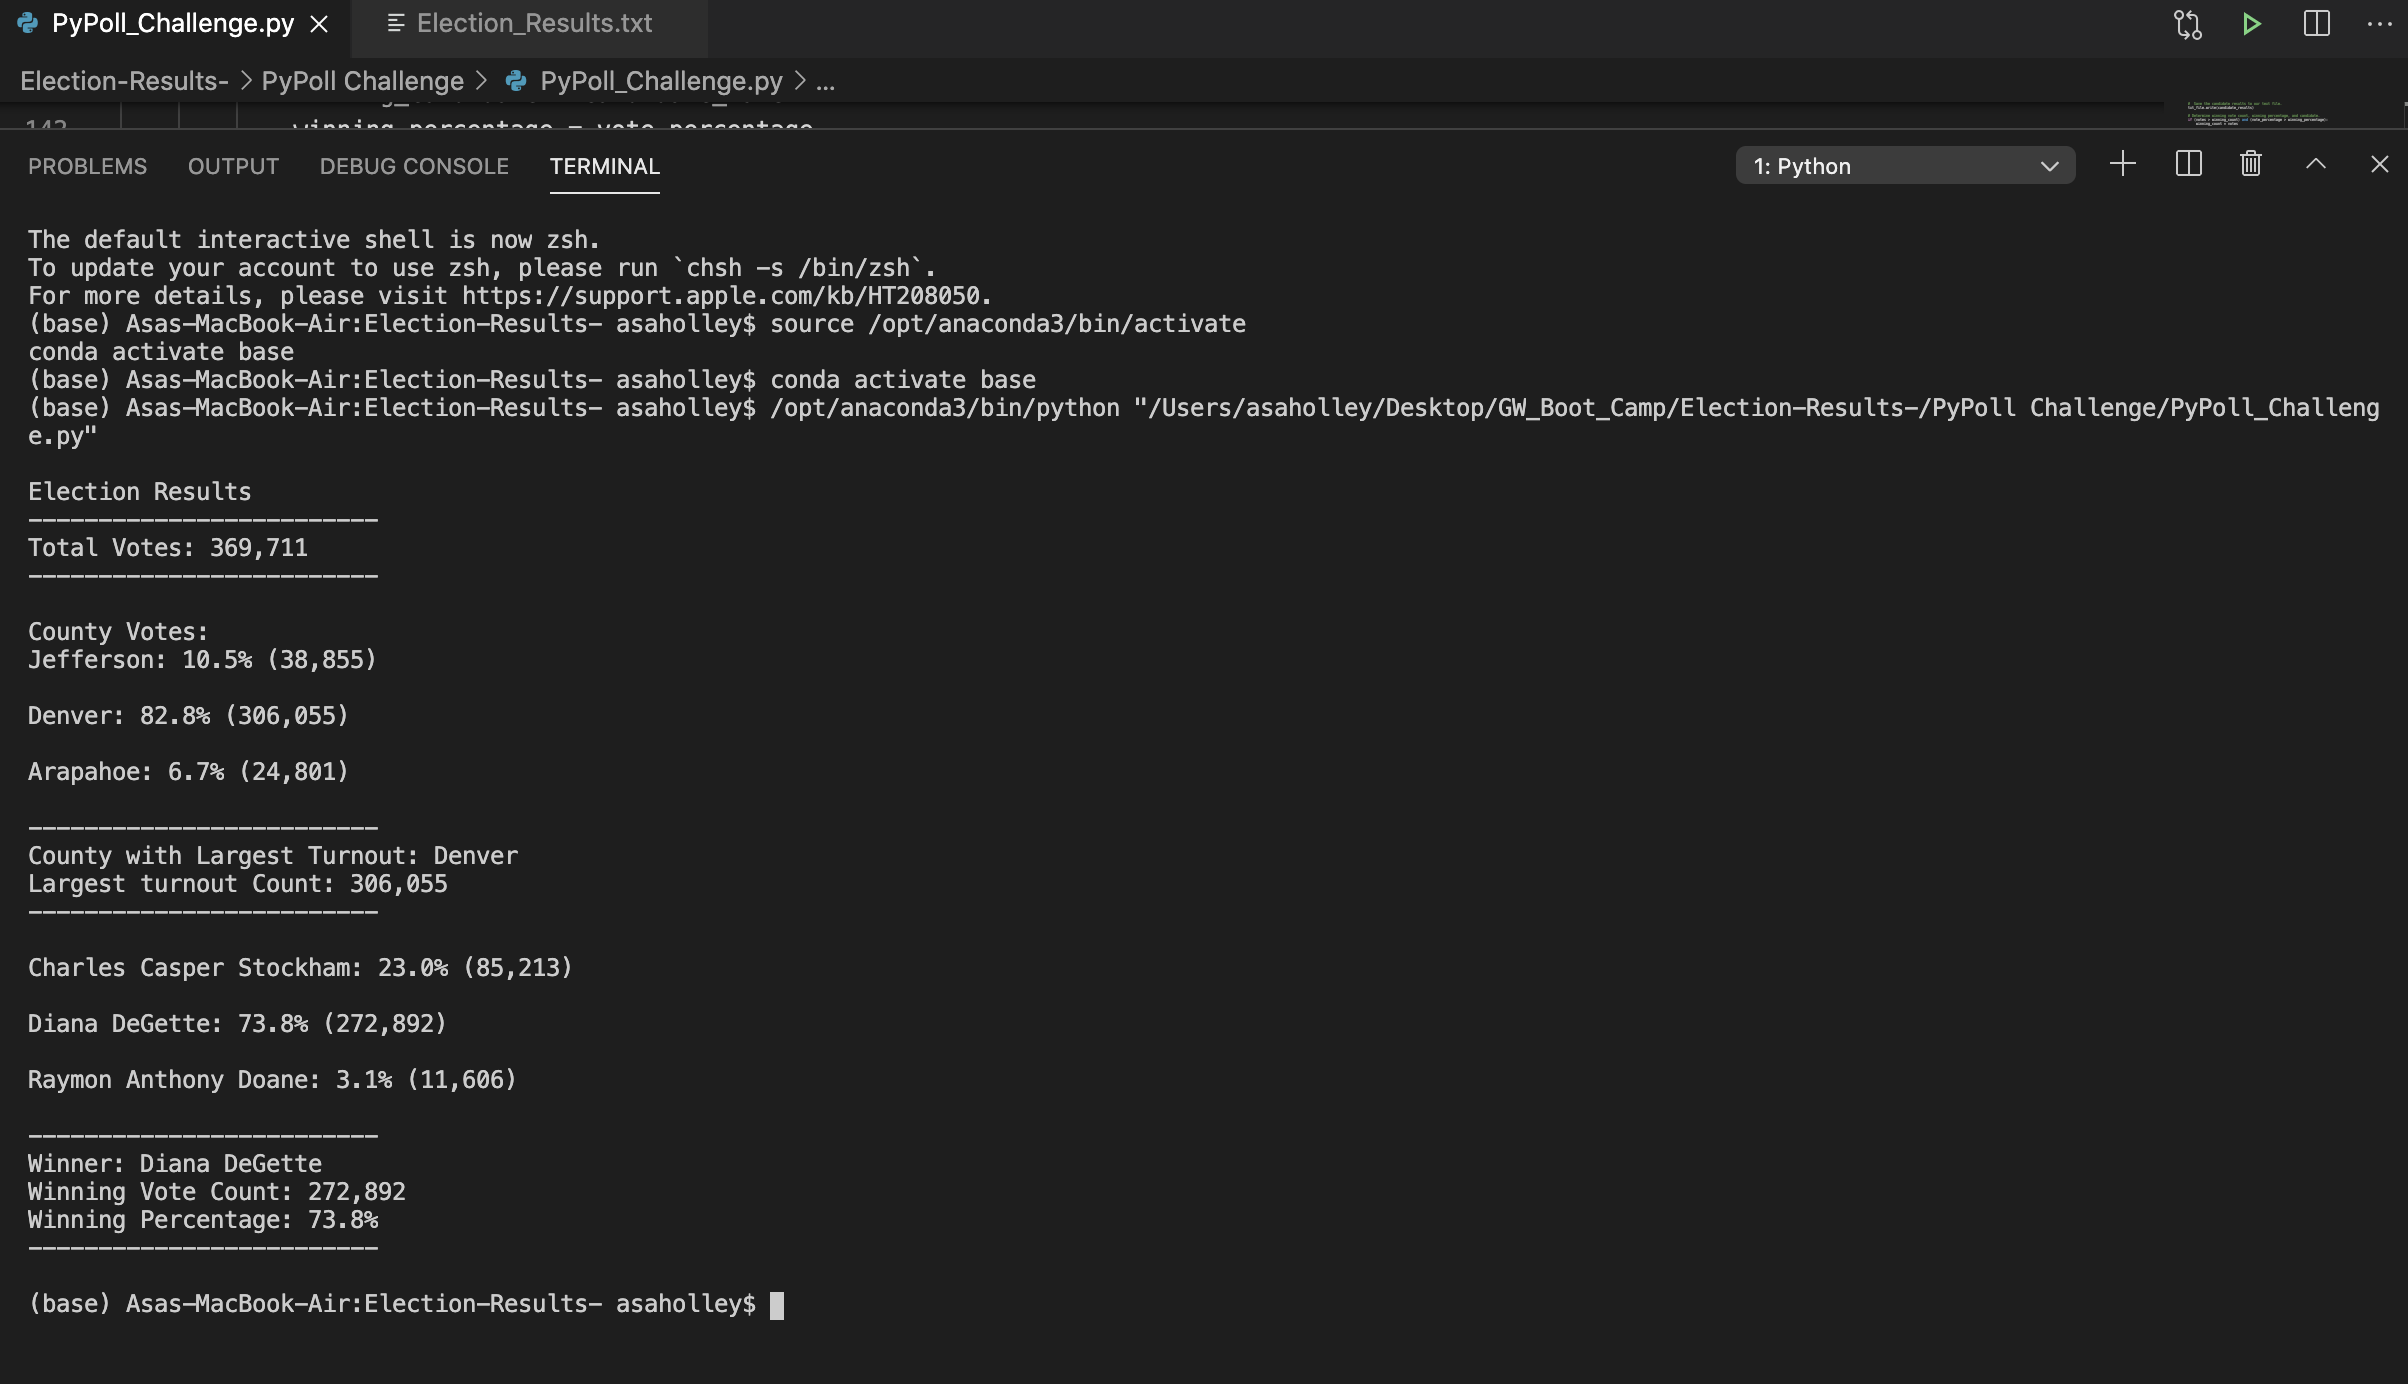 PyPoll_Challenge.py
Election_Results.txt
Election-Results- > PyPoll Challenge > PyPoll_Challenge.py > ...
142 winning_percentage = vote_percentage
PROBLEMS OUTPUT DEBUG CONSOLE TERMINAL 1: Python
The default interactive shell is now zsh.
To update your account to use zsh, please run `chsh -s /bin/zsh`.
For more details, please visit https://support.apple.com/kb/HT208050.
(base) Asas-MacBook-Air:Election-Results- asaholley$ source /opt/anaconda3/bin/activate
conda activate base
(base) Asas-MacBook-Air:Election-Results- asaholley$ conda activate base
(base) Asas-MacBook-Air:Election-Results- asaholley$ /opt/anaconda3/bin/python "/Users/asaholley/Desktop/GW_Boot_Camp/Election-Results-/PyPoll Challenge/PyPoll_Challeng
e.py"
Election Results
-------------------------
Total Votes: 369,711
-------------------------
County Votes:
Jefferson: 10.5% (38,855)
Denver: 82.8% (306,055)
Arapahoe: 6.7% (24,801)
-------------------------
County with Largest Turnout: Denver
Largest turnout Count: 306,055
-------------------------
Charles Casper Stockham: 23.0% (85,213)
Diana DeGette: 73.8% (272,892)
Raymon Anthony Doane: 3.1% (11,606)
-------------------------
Winner: Diana DeGette
Winning Vote Count: 272,892
Winning Percentage: 73.8%
-------------------------
(base) Asas-MacBook-Air:Election-Results- asaholley$